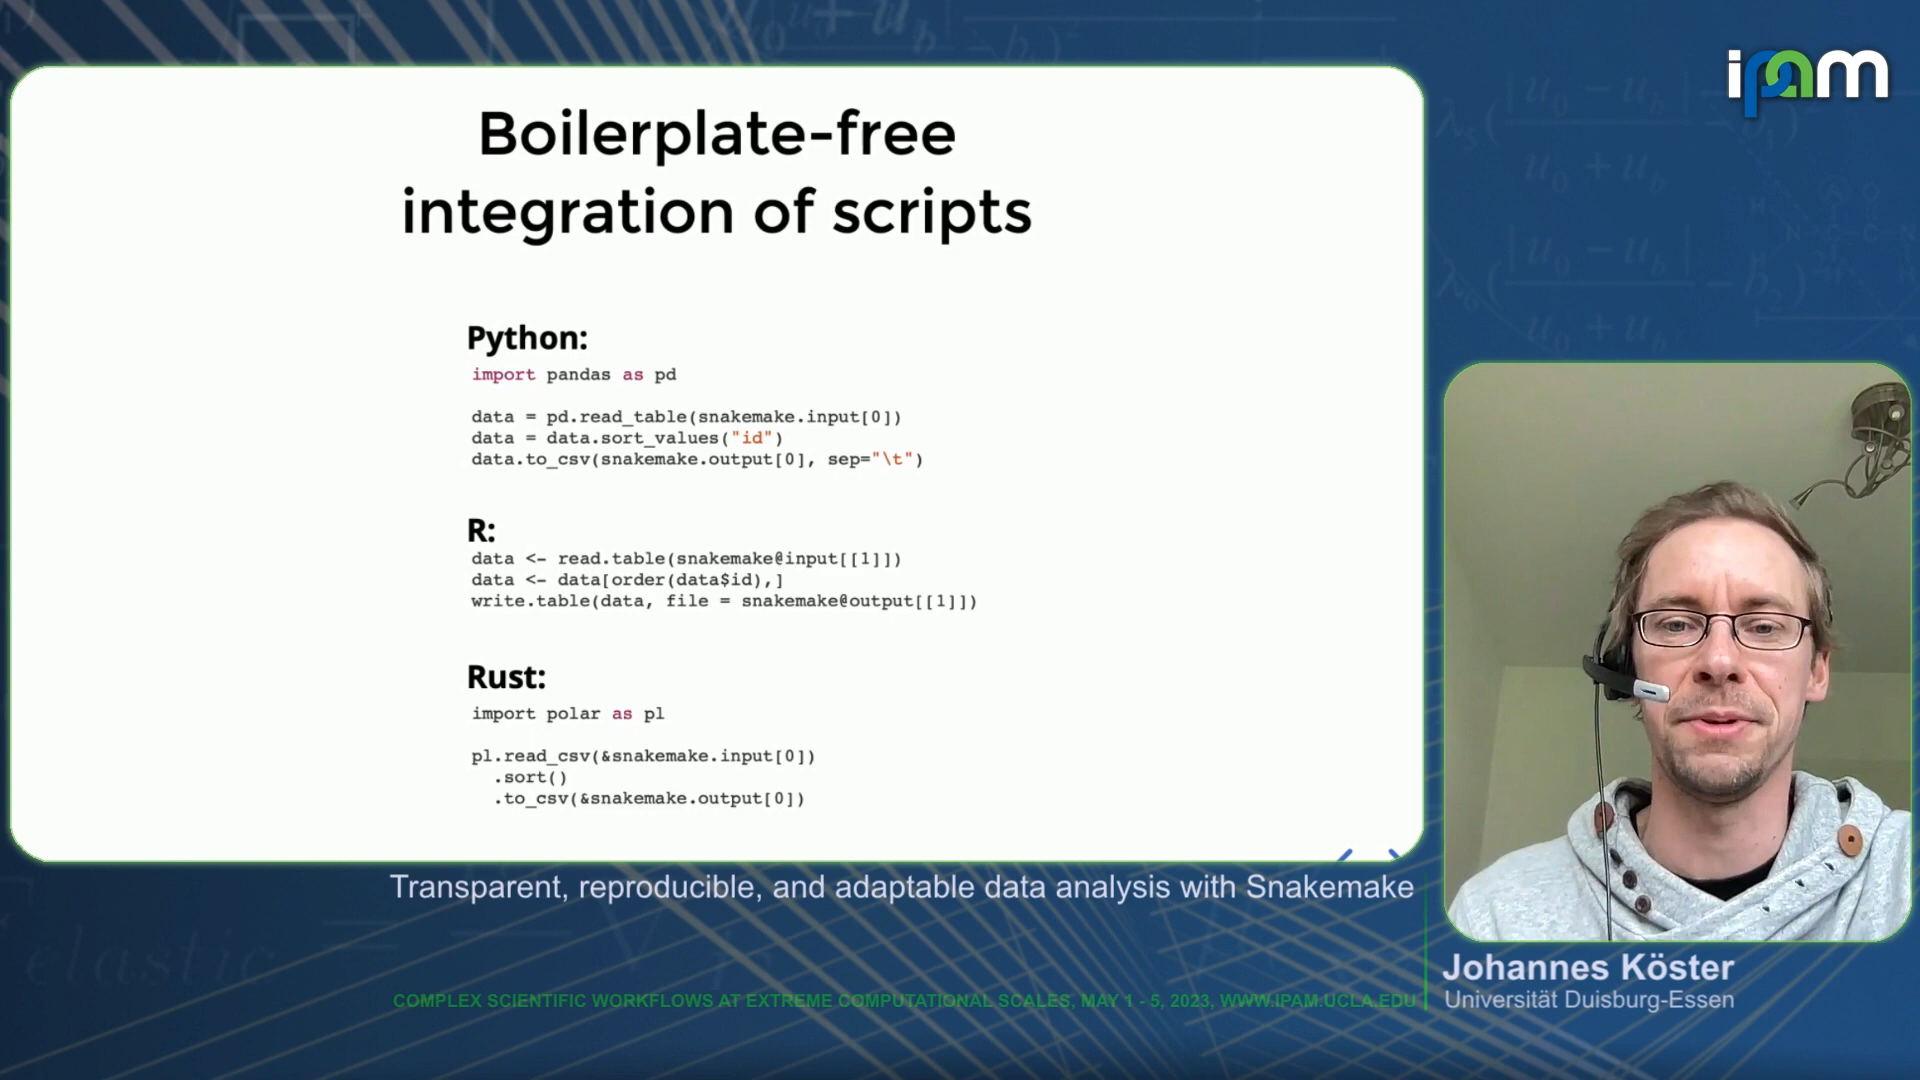 ipam
Boilerplate-free
integration of scripts
Python:
import pandas as pd
data = pd.read_table(snakemake.input[0])
data = data.sort_values("id")
data.to_csv(snakemake.output[0], sep="\t")
R:
data <- read.table(snakemake@input[[1]])
data <- data[order(data$id),]
write.table(data, file = snakemake@output[[1]])
Rust:
import polar as pl
pl.read_csv(&snakemake.input[0])
.sort()
.to_csv(&snakemake.output[0])
Transparent, reproducible, and adaptable data analysis with Snakemake
Johannes Köster
Universität Duisburg-Essen
COMPLEX SCIENTIFIC WORKFLOWS AT EXTREME COMPUTATIONAL SCALES, MAY 1 - 5, 2023, WWW.IPAM.UCLA.EDU
elastic